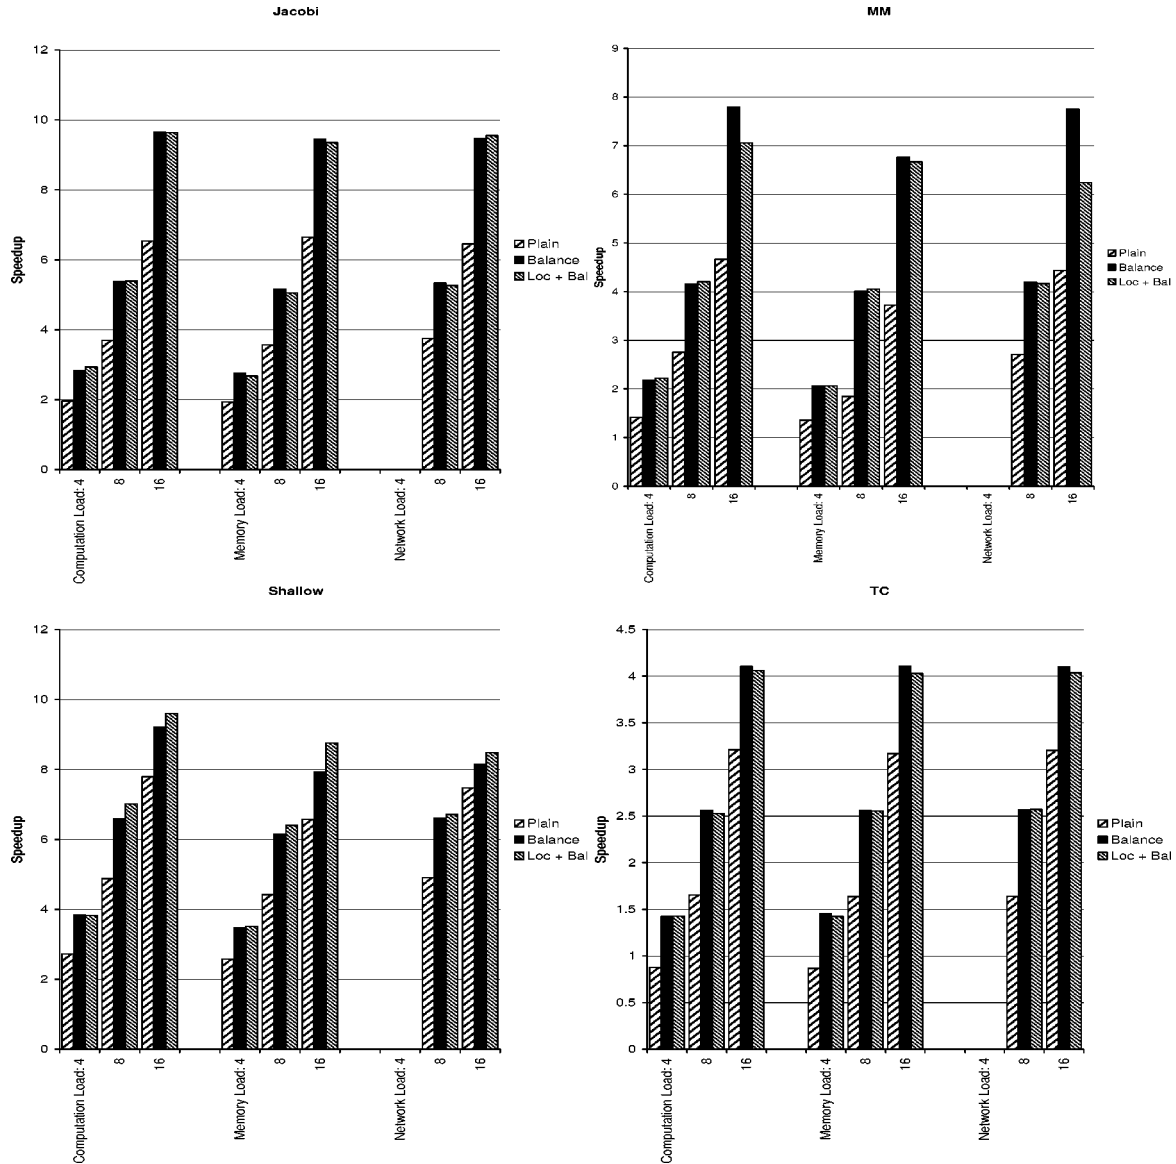 Jacobi
12
10
8
6
4
2
0
Speedup
Plain
Balance
Loc + Bal
Computation Load: 4
8
16
Memory Load: 4
8
16
Network Load: 4
8
16
MM
9
8
7
6
5
4
3
2
1
0
Speedup
Plain
Balance
Loc + Bal
Computation Load: 4
8
16
Memory Load: 4
8
16
Network Load: 4
8
16
Shallow
12
10
8
6
4
2
0
Speedup
Plain
Balance
Loc + Bal
Computation Load: 4
8
16
Memory Load: 4
8
16
Network Load: 4
8
16
TC
4.5
4
3.5
3
2.5
2
1.5
1
0.5
0
Speedup
Plain
Balance
Loc + Bal
Computation Load: 4
8
16
Memory Load: 4
8
16
Network Load: 4
8
16